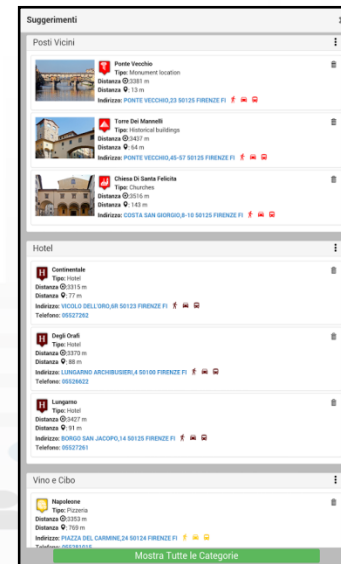 Suggerimenti
Posti Vicini
Ponte Vecchio
Tipo: Monument location
Distanza :3381 m
Distanza : 13 m
Indirizzo: PONTE VECCHIO,23 50125 FIRENZE FI
Torre Dei Mannelli
Tipo: Historical buildings
Distanza :3437 m
Distanza : 64 m
Indirizzo: PONTE VECCHIO,45-57 50125 FIRENZE FI
Chiesa Di Santa Felicita
Tipo: Churches
Distanza :3516 m
Distanza : 143 m
Indirizzo: COSTA SAN GIORGIO,8-10 50125 FIRENZE FI
Hotel
H Continentale
Tipo: Hotel
Distanza :3315 m
Distanza : 77 m
Indirizzo: VICOLO DELL'ORO,6R 50123 FIRENZE FI
Telefono: 05527262
H Degli Orafi
Tipo: Hotel
Distanza :3370 m
Distanza : 88 m
Indirizzo: LUNGARNO ARCHIBUSIERI,4 50100 FIRENZE FI
Telefono: 05526622
H Lungarno
Tipo: Hotel
Distanza :3427 m
Distanza : 91 m
Indirizzo: BORGO SAN JACOPO,14 50125 FIRENZE FI
Telefono: 05527261
Vino e Cibo
Napoleone
Tipo: Pizzeria
Distanza :3353 m
Distanza : 769 m
Indirizzo: PIAZZA DEL CARMINE,24 50124 FIRENZE FI
Mostra Tutte le Categorie